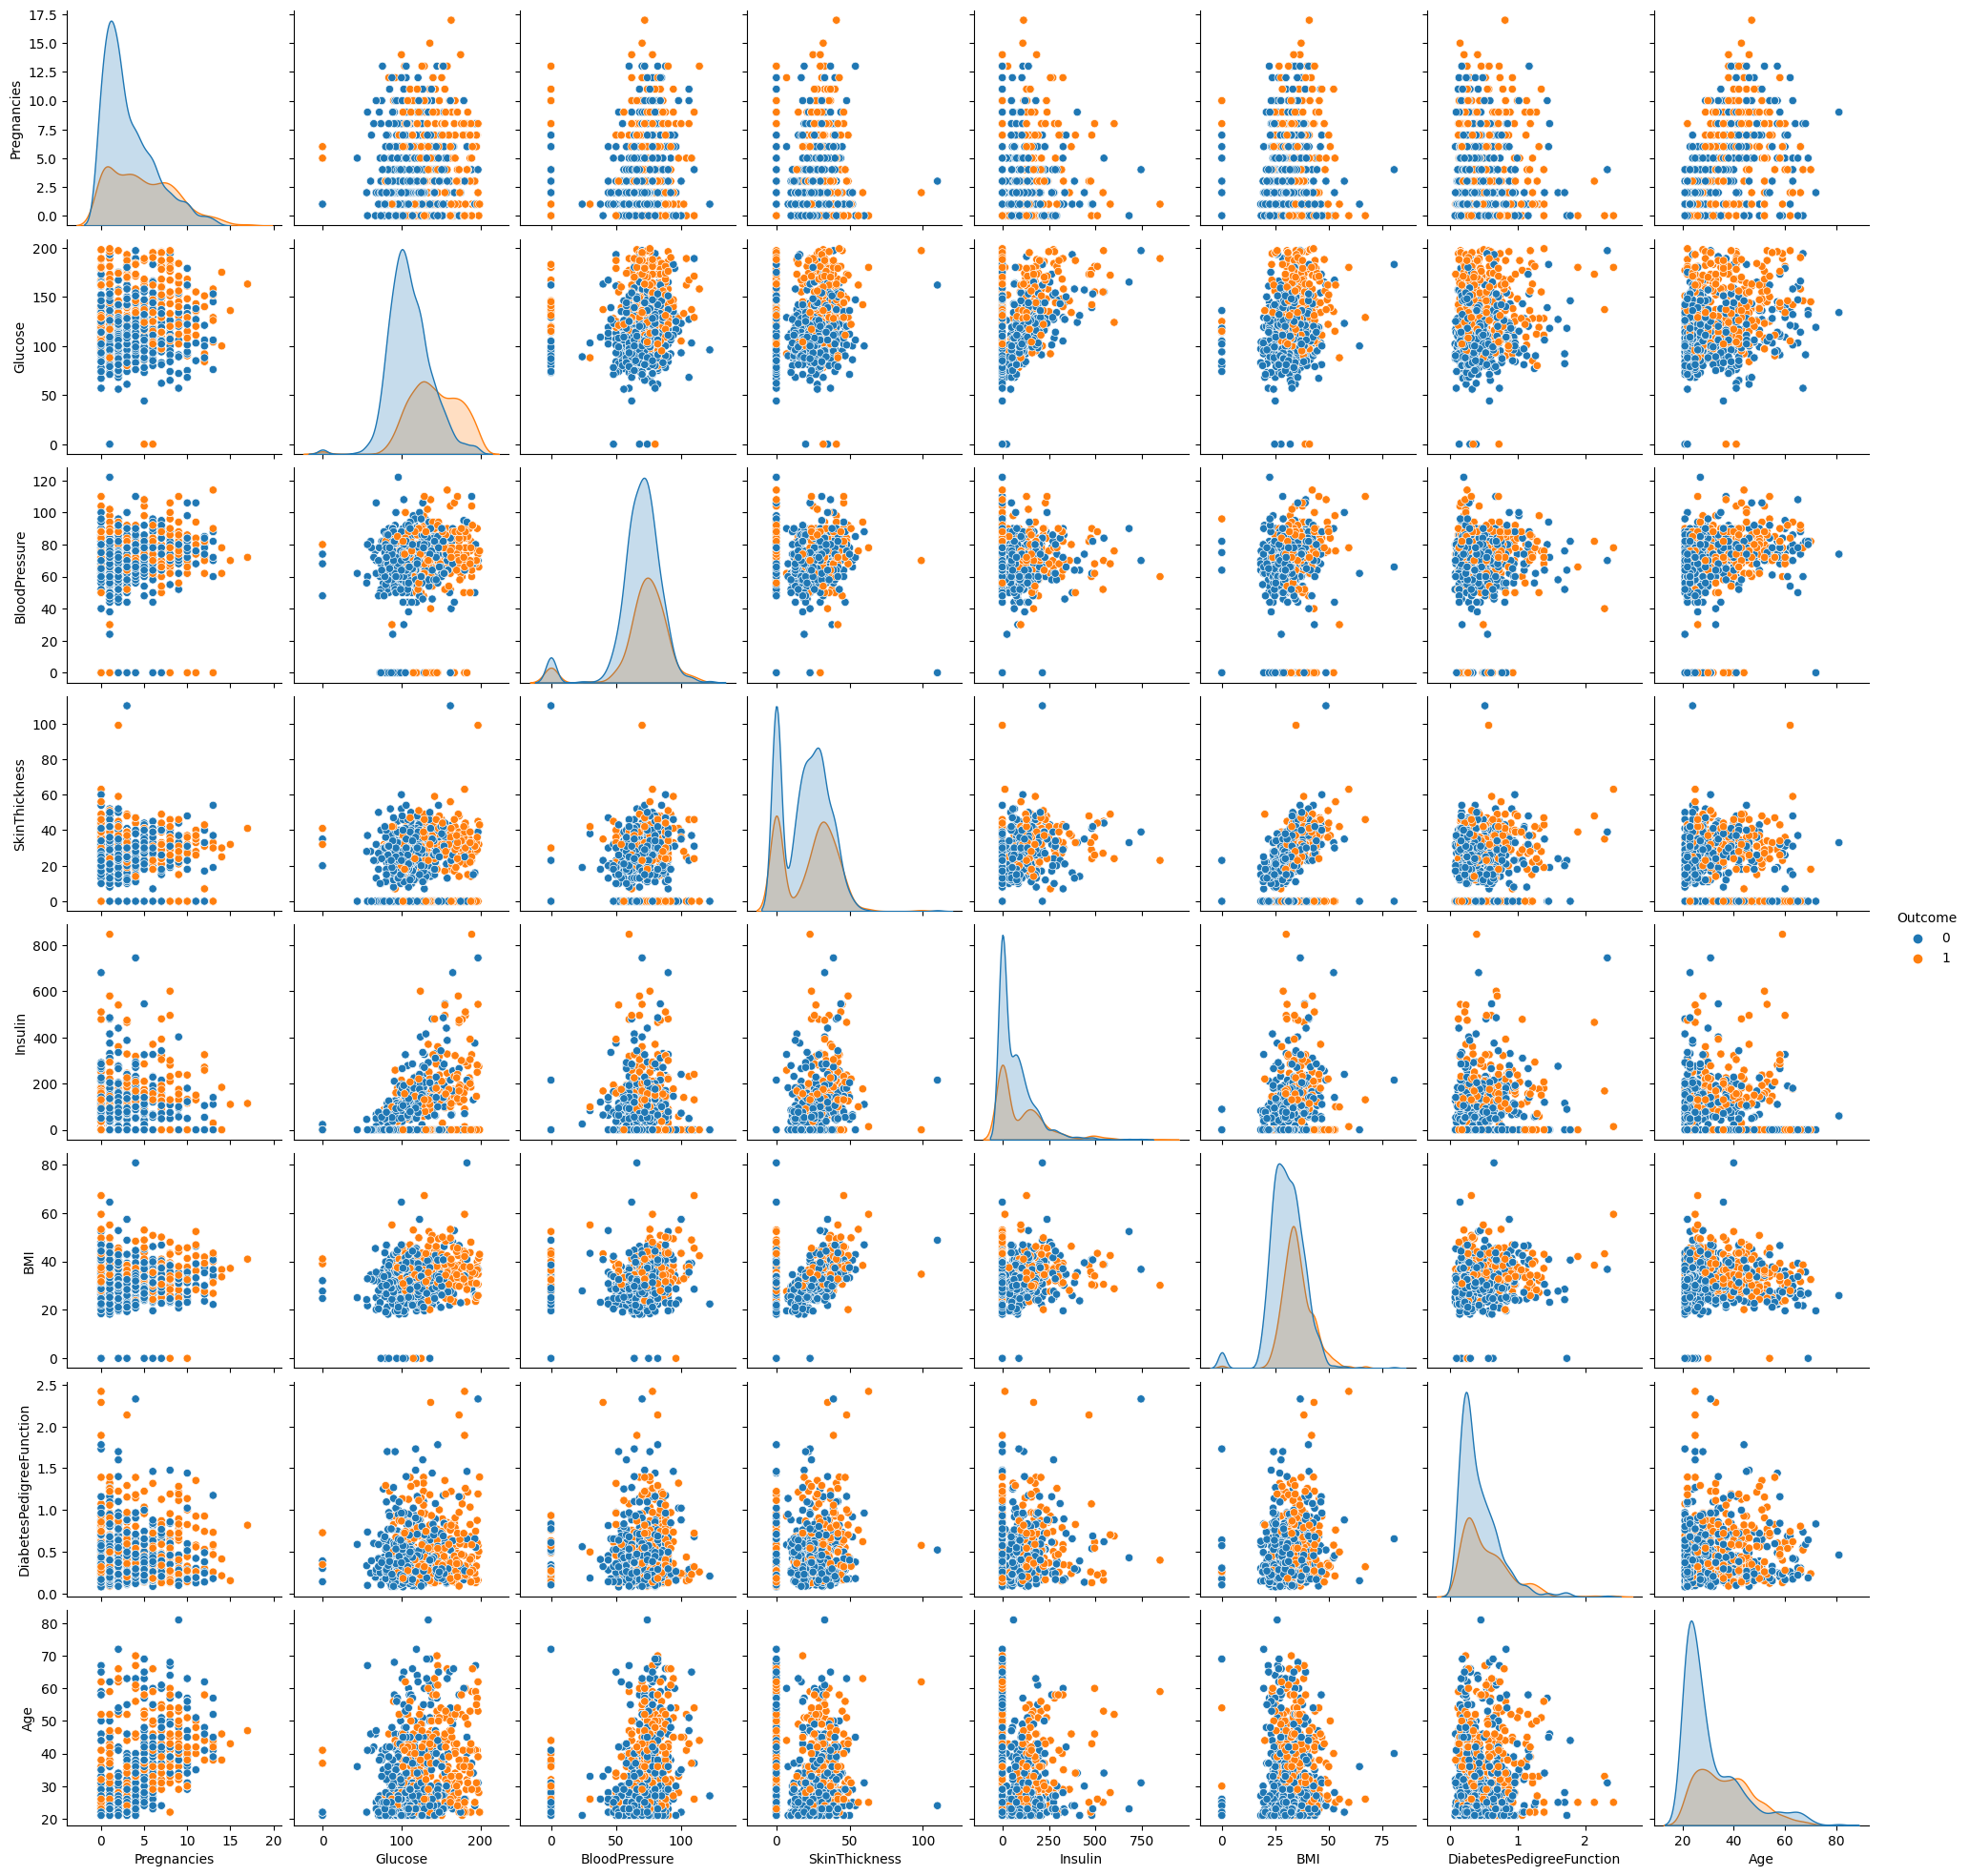 17.5
15.0
12.5
10.0
7.5
5.0
2.5
0.0
Pregnancies
200
150
100
50
0
Glucose
120
100
80
60
40
20
0
BloodPressure
100
80
60
40
20
0
SkinThickness
Outcome
0
1
800
600
400
200
0
Insulin
80
60
40
20
0
BMI
2.5
2.0
1.5
1.0
0.5
0.0
DiabetesPedigreeFunction
80
70
60
50
40
30
20
Age
0 5 10 15 20
0 100 200
0 50 100
0 50 100
0 250 500 750
0 25 50 75
0 1 2
20 40 60 80
Pregnancies
Glucose
BloodPressure
SkinThickness
Insulin
BMI
DiabetesPedigreeFunction
Age